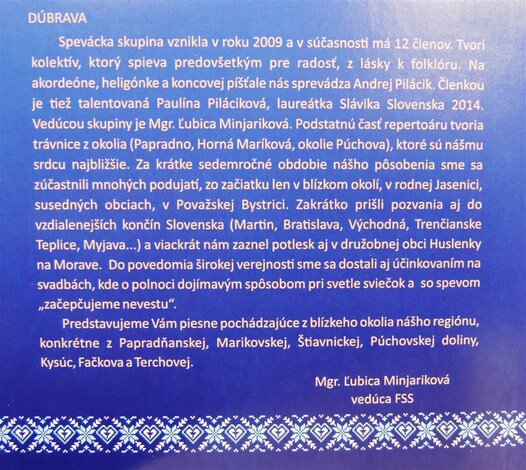 DÚBRAVA
Spevácka skupina vznikla v roku 2009 a v súčasnosti má 12 členov. Tvorí
kolektív, ktorý spieva predovšetkým pre radosť, z lásky k folklóru. Na
akordeóne, heligónke a koncovej píšťale nás sprevádza Andrej Pilácik. Členkou
je tiež talentovaná Paulína Piláciková, laureátka Slávika Slovenska 2014.
Vedúcou skupiny je Mgr. Ľubica Minjariková. Podstatnú časť repertoáru tvoria
trávnice z okolia (Papradno, Horná Maríková, okolie Púchova), ktoré sú nášmu
srdcu najbližšie. Za krátke sedemročné obdobie nášho pôsobenia sme sa
zúčastnili mnohých podujatí, zo začiatku len v blízkom okolí, v rodnej Jasenici,
susedných obciach, v Považskej Bystrici. Zakrátko prišli pozvania aj do
vzdialenejších končín Slovenska (Martin, Bratislava, Východná, Trenčianske
Teplice, Myjava...) a viackrát nám zaznel potlesk aj v družobnej obci Huslenky
na Morave. Do povedomia širokej verejnosti sme sa dostali aj účinkovaním na
svadbách, kde o polnoci dojímavým spôsobom pri svetle sviečok a so spevom
„začepčujeme nevestu“.
Predstavujeme Vám piesne pochádzajúce z blízkeho okolia nášho regiónu,
konkrétne z Papradňanskej, Marikovskej, Štiavnickej, Púchovskej doliny,
Kysúc, Fačkova a Terchovej.
Mgr. Ľubica Minjariková
vedúca FSS